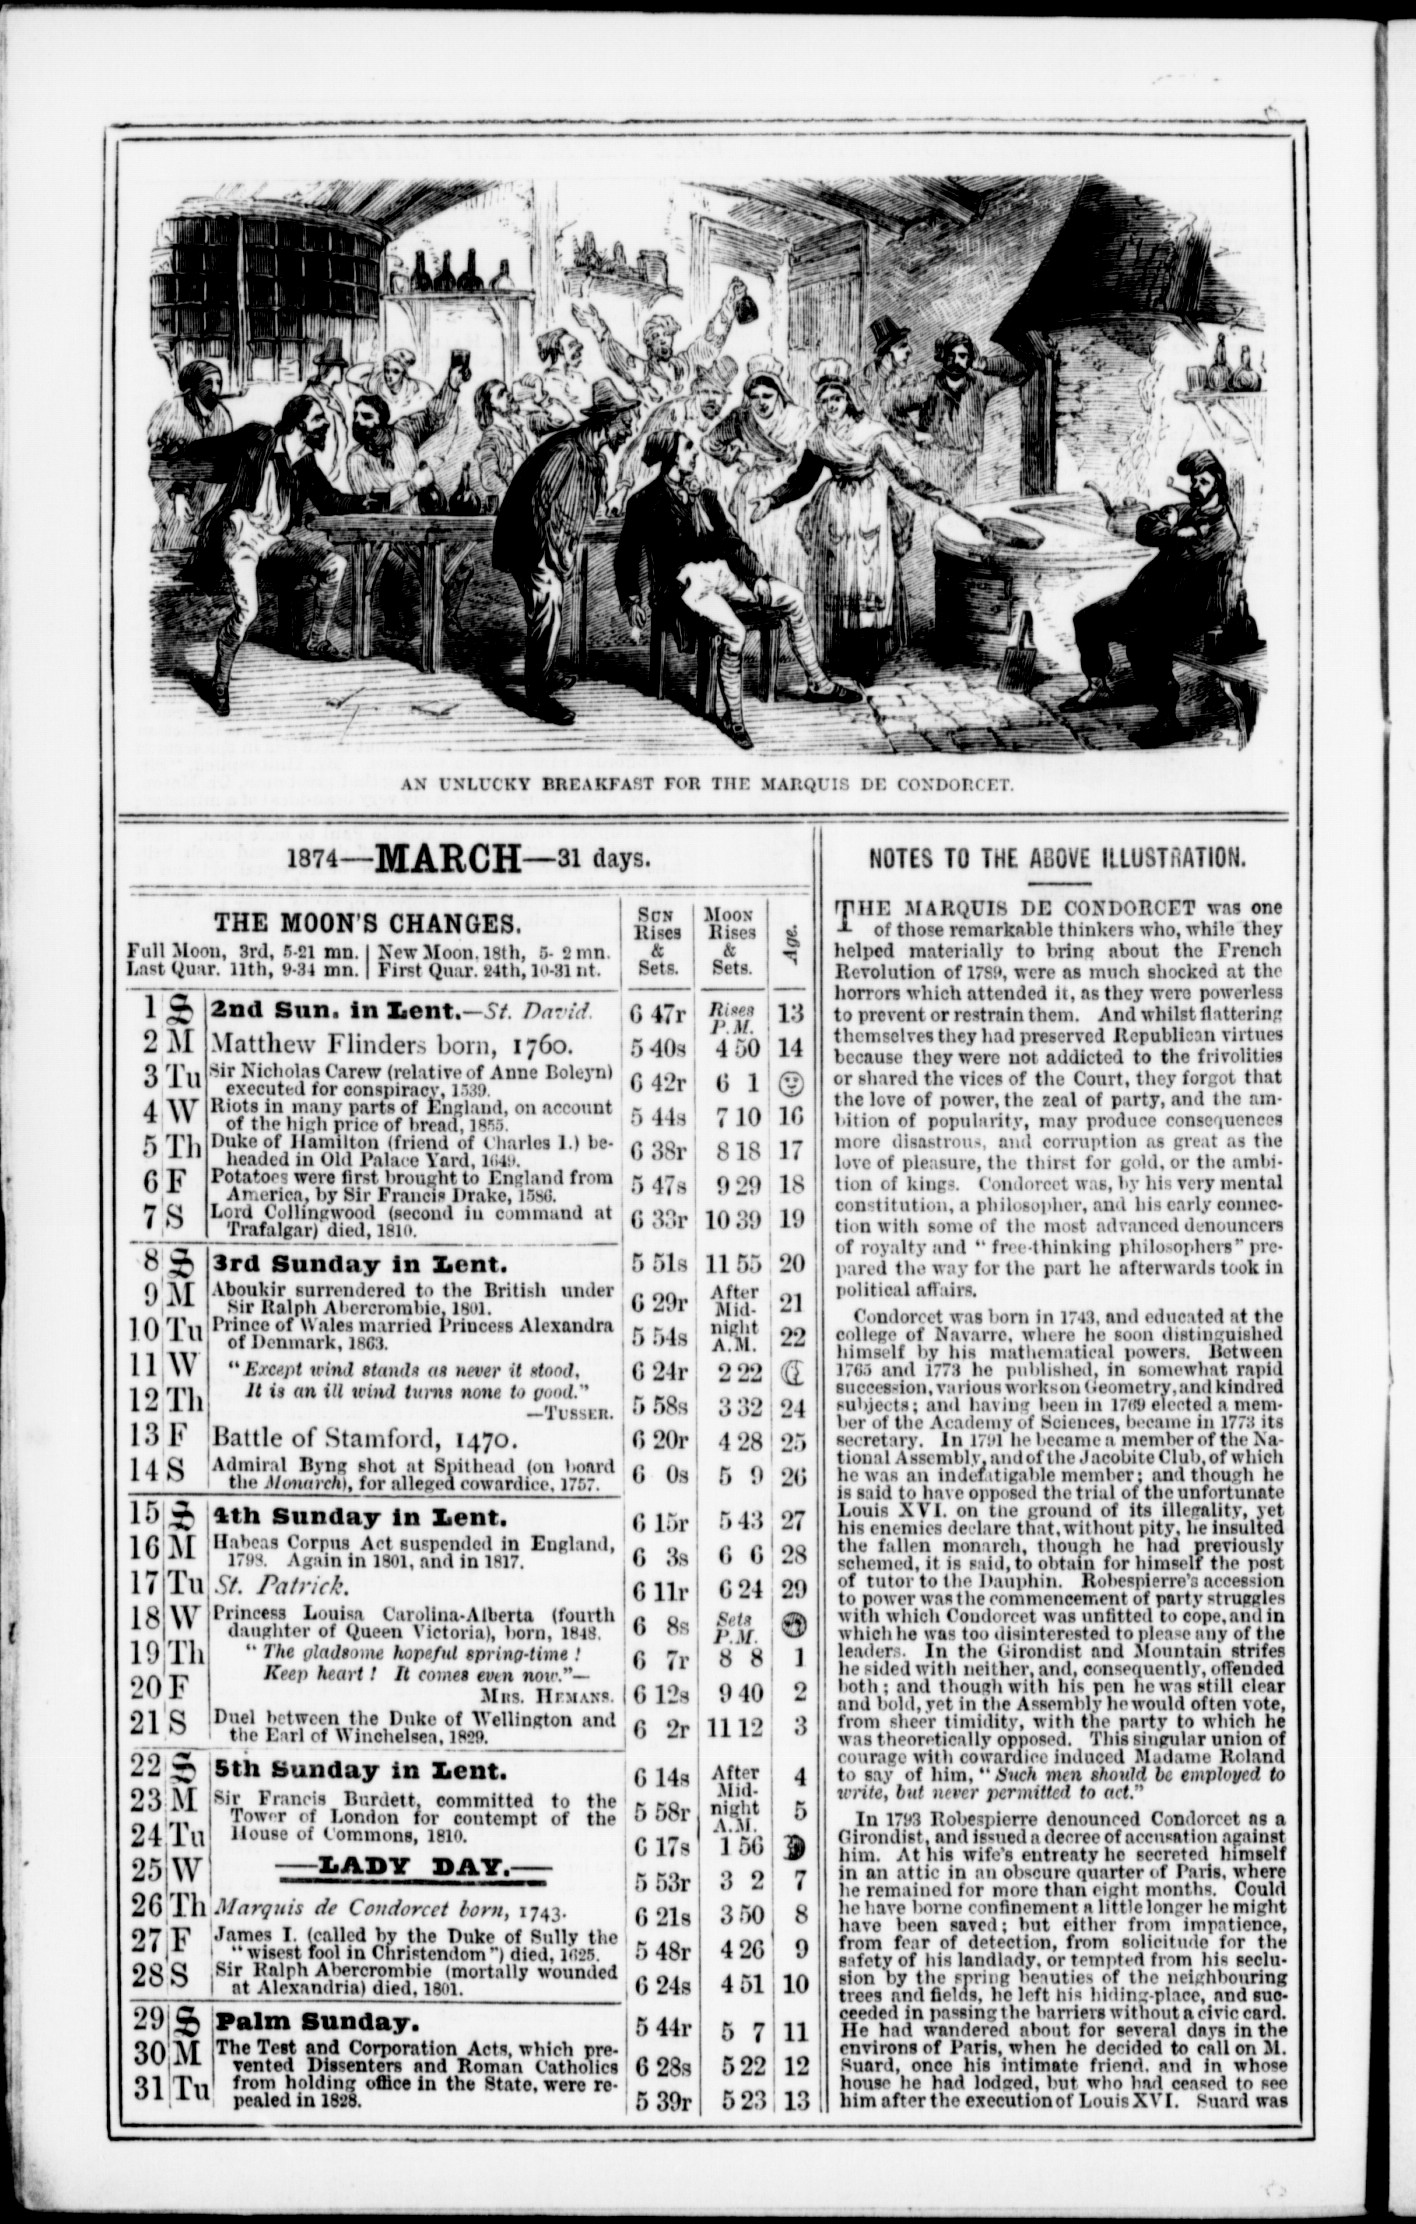 AN UNLUCKY BREAKFAST FOR THE MARQUIS DE CONDORCET.
1874—MARCH—31 days.
THE MOON'S CHANGES.
Full Moon, 3rd, 5-21 mn. | New Moon, 18th, 5- 2 mn.
Last Quar. 11th, 9-34 mn. | First Quar. 24th, 10-31 nt.
Sun Rises & Sets.
Moon Rises & Sets.
Age.
1 S 2nd Sun. in Lent.—St. David. 6 47r Rises P.M. 13
2 M Matthew Flinders born, 1760. 5 40s 4 50 14
3 Tu Sir Nicholas Carew (relative of Anne Boleyn) 6 42r 6 1
executed for conspiracy, 1539.
4 W Riots in many parts of England, on account 5 44s 7 10 16
of the high price of bread, 1855.
5 Th Duke of Hamilton (friend of Charles I.) be- 6 38r 8 18 17
headed in Old Palace Yard, 1649.
6 F Potatoes were first brought to England from 5 47s 9 29 18
America, by Sir Francis Drake, 1586.
7 S Lord Collingwood (second in command at 6 33r 10 39 19
Trafalgar) died, 1810.
8 S 3rd Sunday in Lent. 5 51s 11 55 20
9 M Aboukir surrendered to the British under 6 29r After Mid- 21
Sir Ralph Abercrombie, 1801.
10 Tu Prince of Wales married Princess Alexandra 5 54s night A.M. 22
of Denmark, 1863.
11 W "Except wind stands as never it stood, 6 24r 2 22
12 Th It is an ill wind turns none to good." 5 58s 3 32 24
—TUSSER.
13 F Battle of Stamford, 1470. 6 20r 4 28 25
14 S Admiral Byng shot at Spithead (on board 6 0s 5 9 26
the Monarch), for alleged cowardice, 1757.
15 S 4th Sunday in Lent. 6 15r 5 43 27
16 M Habeas Corpus Act suspended in England, 6 3s 6 6 28
1798. Again in 1801, and in 1817.
17 Tu St. Patrick. 6 11r 6 24 29
18 W Princess Louisa Carolina-Alberta (fourth 6 8s Sets P.M.
daughter of Queen Victoria), born, 1848.
19 Th "The gladsome hopeful spring-time! 6 7r 8 8 1
Keep heart! It comes even now."—
20 F MRS. HEMANS. 6 12s 9 40 2
21 S Duel between the Duke of Wellington and 6 2r 11 12 3
the Earl of Winchelsea, 1829.
22 S 5th Sunday in Lent. 6 14s After Mid- 4
23 M Sir Francis Burdett, committed to the 5 58r night A.M. 5
Tower of London for contempt of the
24 Tu House of Commons, 1810. 6 17s 1 56
25 W —LADY DAY.— 5 53r 3 2 7
26 Th Marquis de Condorcet born, 1743. 6 21s 3 50 8
27 F James I. (called by the Duke of Sully the 5 48r 4 26 9
"wisest fool in Christendom") died, 1625.
28 S Sir Ralph Abercrombie (mortally wounded 6 24s 4 51 10
at Alexandria) died, 1801.
29 S Palm Sunday. 5 44r 5 7 11
30 M The Test and Corporation Acts, which pre- 6 28s 5 22 12
vented Dissenters and Roman Catholics
31 Tu from holding office in the State, were re- 5 39r 5 23 13
pealed in 1828.
NOTES TO THE ABOVE ILLUSTRATION.
THE MARQUIS DE CONDORCET was one
of those remarkable thinkers who, while they
helped materially to bring about the French
Revolution of 1789, were as much shocked at the
horrors which attended it, as they were powerless
to prevent or restrain them. And whilst flattering
themselves they had preserved Republican virtues
because they were not addicted to the frivolities
or shared the vices of the Court, they forgot that
the love of power, the zeal of party, and the am-
bition of popularity, may produce consequences
more disastrous, and corruption as great as the
love of pleasure, the thirst for gold, or the ambi-
tion of kings. Condorcet was, by his very mental
constitution, a philosopher, and his early connec-
tion with some of the most advanced denouncers
of royalty and "free-thinking philosophers" pre-
pared the way for the part he afterwards took in
political affairs.
Condorcet was born in 1743, and educated at the
college of Navarre, where he soon distinguished
himself by his mathematical powers. Between
1765 and 1773 he published, in somewhat rapid
succession, various works on Geometry, and kindred
subjects; and having been in 1769 elected a mem-
ber of the Academy of Sciences, became in 1773 its
secretary. In 1791 he became a member of the Na-
tional Assembly, and of the Jacobite Club, of which
he was an indefatigable member; and though he
is said to have opposed the trial of the unfortunate
Louis XVI. on the ground of its illegality, yet
his enemies declare that, without pity, he insulted
the fallen monarch, though he had previously
schemed, it is said, to obtain for himself the post
of tutor to the Dauphin. Robespierre's accession
to power was the commencement of party struggles
with which Condorcet was unfitted to cope, and in
which he was too disinterested to please any of the
leaders. In the Girondist and Mountain strifes
he sided with neither, and, consequently, offended
both; and though with his pen he was still clear
and bold, yet in the Assembly he would often vote,
from sheer timidity, with the party to which he
was theoretically opposed. This singular union of
courage with cowardice induced Madame Roland
to say of him, "Such men should be employed to
write, but never permitted to act."
In 1793 Robespierre denounced Condorcet as a
Girondist, and issued a decree of accusation against
him. At his wife's entreaty he secreted himself
in an attic in an obscure quarter of Paris, where
he remained for more than eight months. Could
he have borne confinement a little longer he might
have been saved; but either from impatience,
from fear of detection, from solicitude for the
safety of his landlady, or tempted from his seclu-
sion by the spring beauties of the neighbouring
trees and fields, he left his hiding-place, and suc-
ceeded in passing the barriers without a civic card.
He had wandered about for several days in the
environs of Paris, when he decided to call on M.
Suard, once his intimate friend, and in whose
house he had lodged, but who had ceased to see
him after the execution of Louis XVI. Suard was